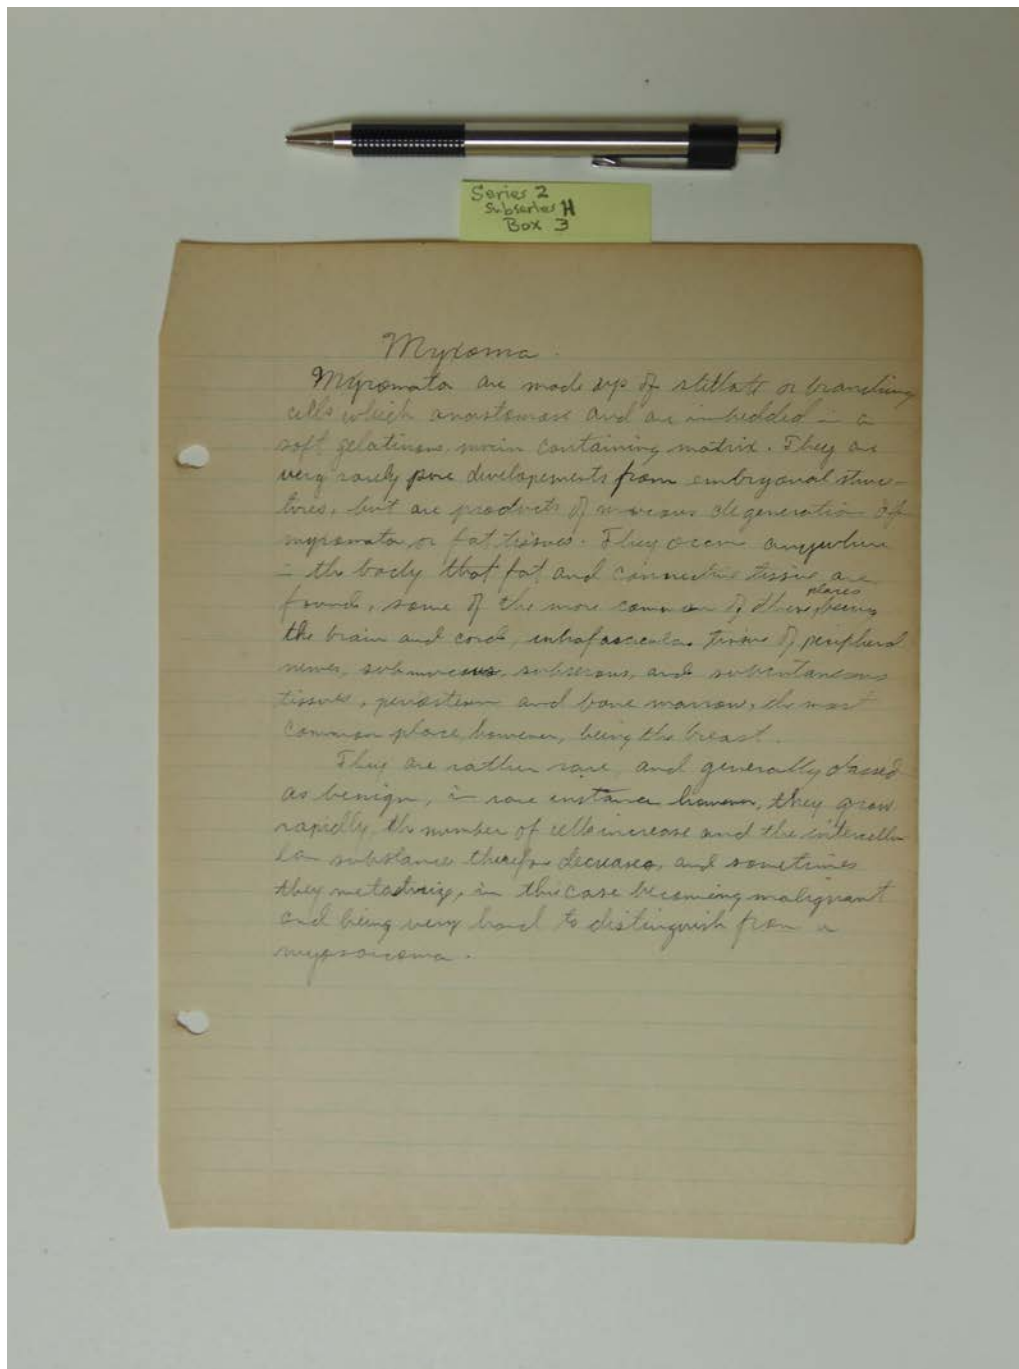 Series 2
Subseries H
Box 3
Myxoma.
Myxomata are made up of stellate or branching
cells which anastomose and are imbedded in a
soft gelatinous mucin containing matrix. They are
very rarely pure developements from embryonal struc-
tures, but are products of mucous degeneration of
or fat tissues. They occur anywhere
in the body that fat and connective tissue are
found, some of the more common of these places being
the brain and cord, intrafascicular tissue of peripheral
nerves, submucous, subserous, and subcutaneous
tissues, periosteum and bone marrow, the most
common place, however, being the breast.
They are rather rare, and generally classed
as benign, in rare instances however, they grow
rapidly, the number of cells increase and the intercellu
lar substance therefore decreases, and sometimes
they metastasize, in this case becoming malignant
and being very hard to distinguish from a
myxosarcoma.